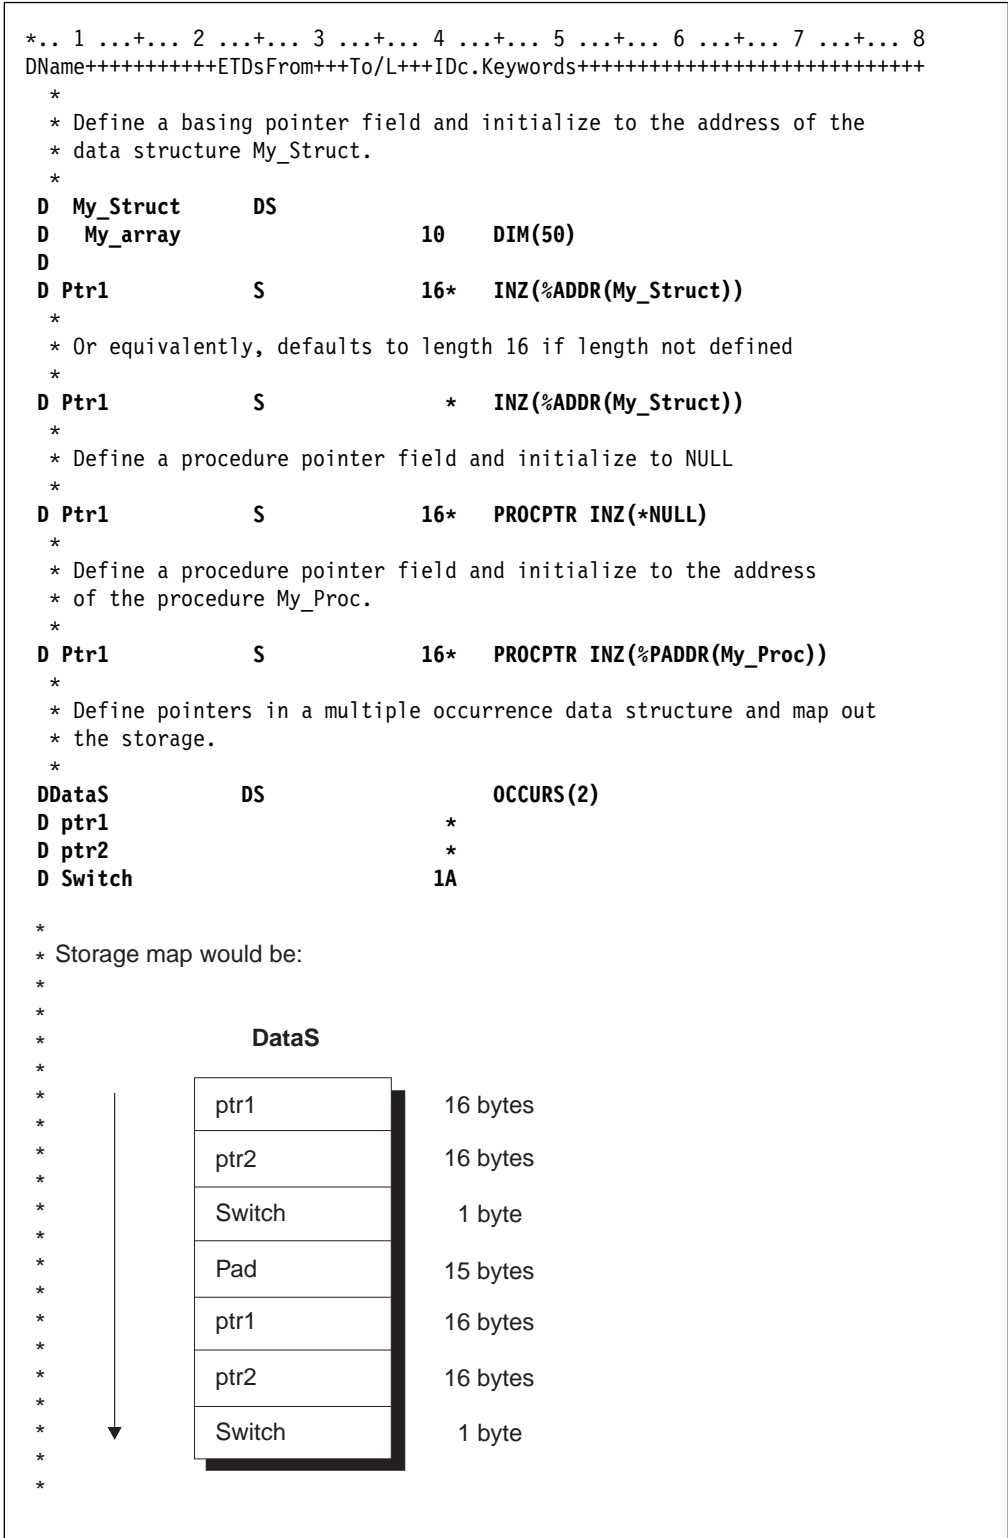 *.. 1 ...+... 2 ...+... 3 ...+... 4 ...+... 5 ...+... 6 ...+... 7 ...+... 8
DName+++++++++++ETDsFrom+++To/L+++IDc.Keywords+++++++++++++++++++++++++++++
*
* Define a basing pointer field and initialize to the address of the
* data structure My_Struct.
*
D  My_Struct      DS
D   My_array                    10    DIM(50)
D
D Ptr1            S             16*   INZ(%ADDR(My_Struct))
*
* Or equivalently, defaults to length 16 if length not defined
*
D Ptr1            S               *   INZ(%ADDR(My_Struct))
*
* Define a procedure pointer field and initialize to NULL
*
D Ptr1            S             16*   PROCPTR INZ(*NULL)
*
* Define a procedure pointer field and initialize to the address
* of the procedure My_Proc.
*
D Ptr1            S             16*   PROCPTR INZ(%PADDR(My_Proc))
*
* Define pointers in a multiple occurrence data structure and map out
* the storage.
*
DDataS           DS                   OCCURS(2)
D ptr1                            *
D ptr2                            *
D Switch                         1A
*
* Storage map would be:
*
*
* DataS
*
* ptr1 16 bytes
*
* ptr2 16 bytes
*
* Switch 1 byte
*
* Pad 15 bytes
*
* ptr1 16 bytes
*
* ptr2 16 bytes
*
* Switch 1 byte
*
*